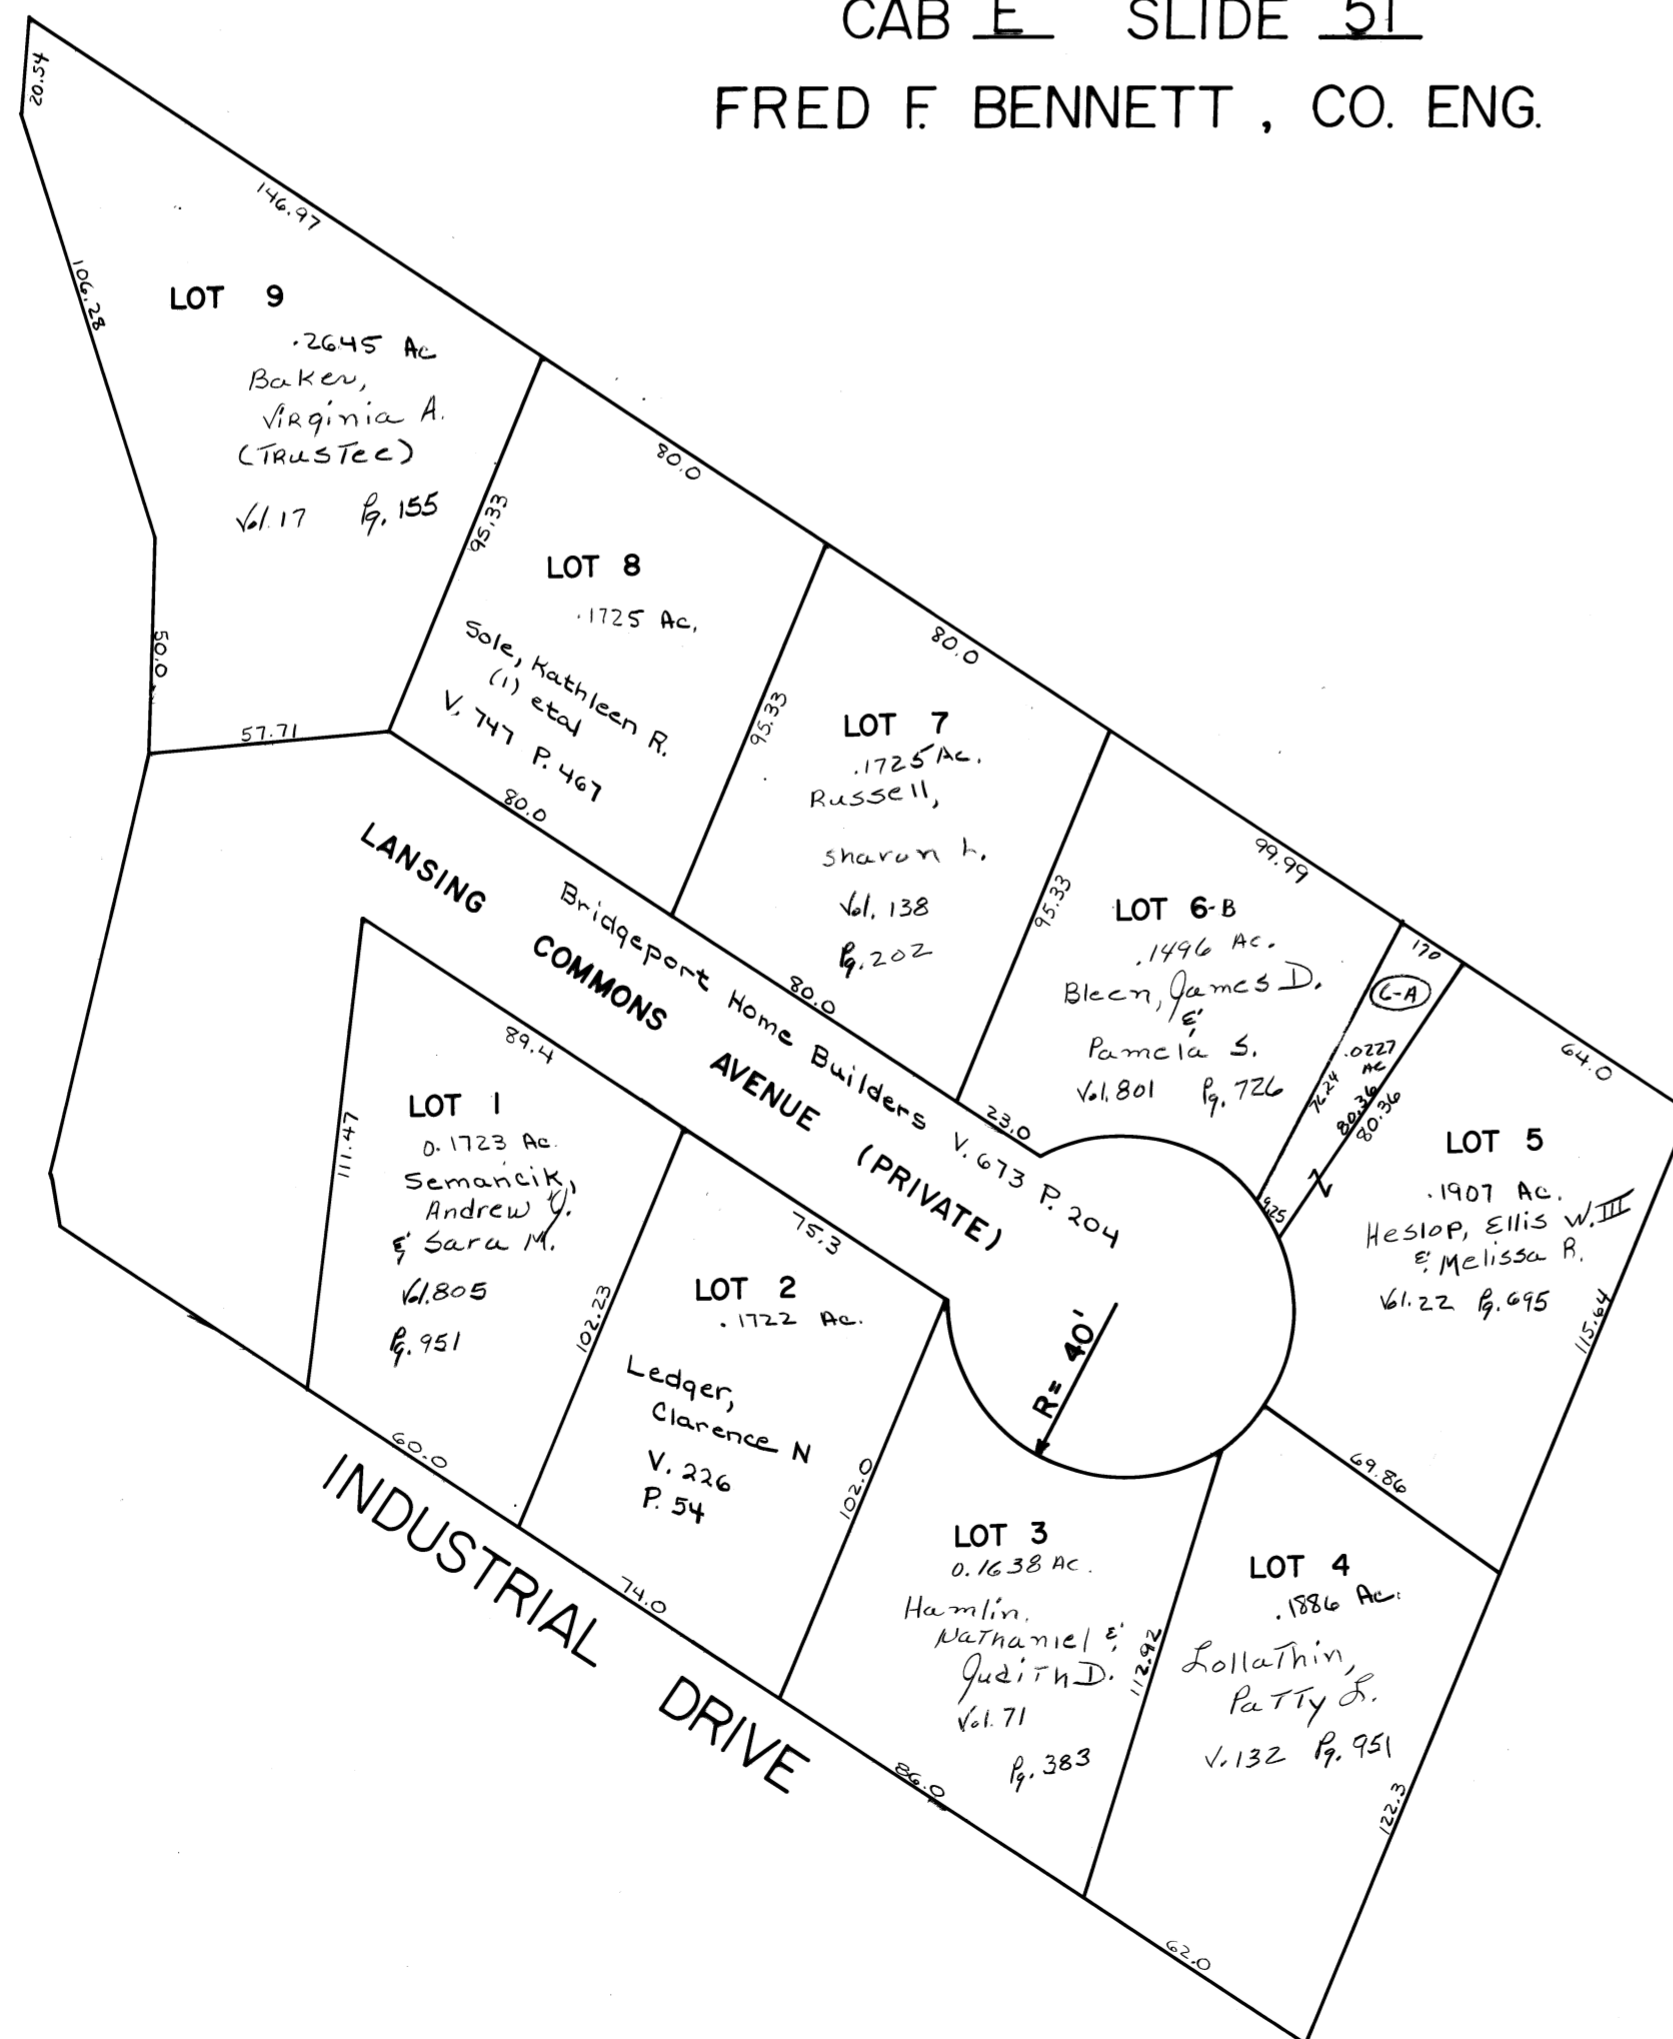 CAB E SLIDE 51
FRED F. BENNETT, CO. ENG.
20.54
146.97
106.28
LOT 9
.2645 Ac
Baker,
Virginia A.
(Trustee)
Vol. 17 Pg. 155
50.0
57.71
95.33
80.0
LOT 8
.1725 Ac.
Sole, Kathleen R.
(1) etal
V. 747 P. 467
80.0
95.33
80.0
LOT 7
.1725 Ac.
Russell,
Sharon L.
Vol. 138
Pg. 202
80.0
95.33
99.99
LOT 6-B
.1496 Ac.
Bleen, James D.
&
Pamela S.
Vol. 801 Pg. 726
23.0
170
6-A
.0227
AC
76.24
80.36
80.36
9.25
Z
64.0
LOT 5
.1907 Ac.
Heslop, Ellis W. III
& Melissa R.
Vol. 22 Pg. 695
115.64
69.86
LANSING COMMONS AVENUE (PRIVATE)
Bridgeport Home Builders V. 673 P. 204
R= 40'
89.4
111.47
LOT 1
0.1723 Ac.
Semancik,
Andrew J.
& Sara M.
Vol. 805
Pg. 951
60.0
102.23
75.3
LOT 2
.1722 Ac.
Ledger,
Clarence N
V. 226
P. 54
74.0
102.0
LOT 3
0.1638 AC.
Hamlin,
Nathaniel &
Judith D.
Vol. 71
Pg. 383
86.0
112.92
LOT 4
.1886 Ac.
Lollathin,
Patty L.
V. 132 Pg. 951
122.3
62.0
INDUSTRIAL DRIVE